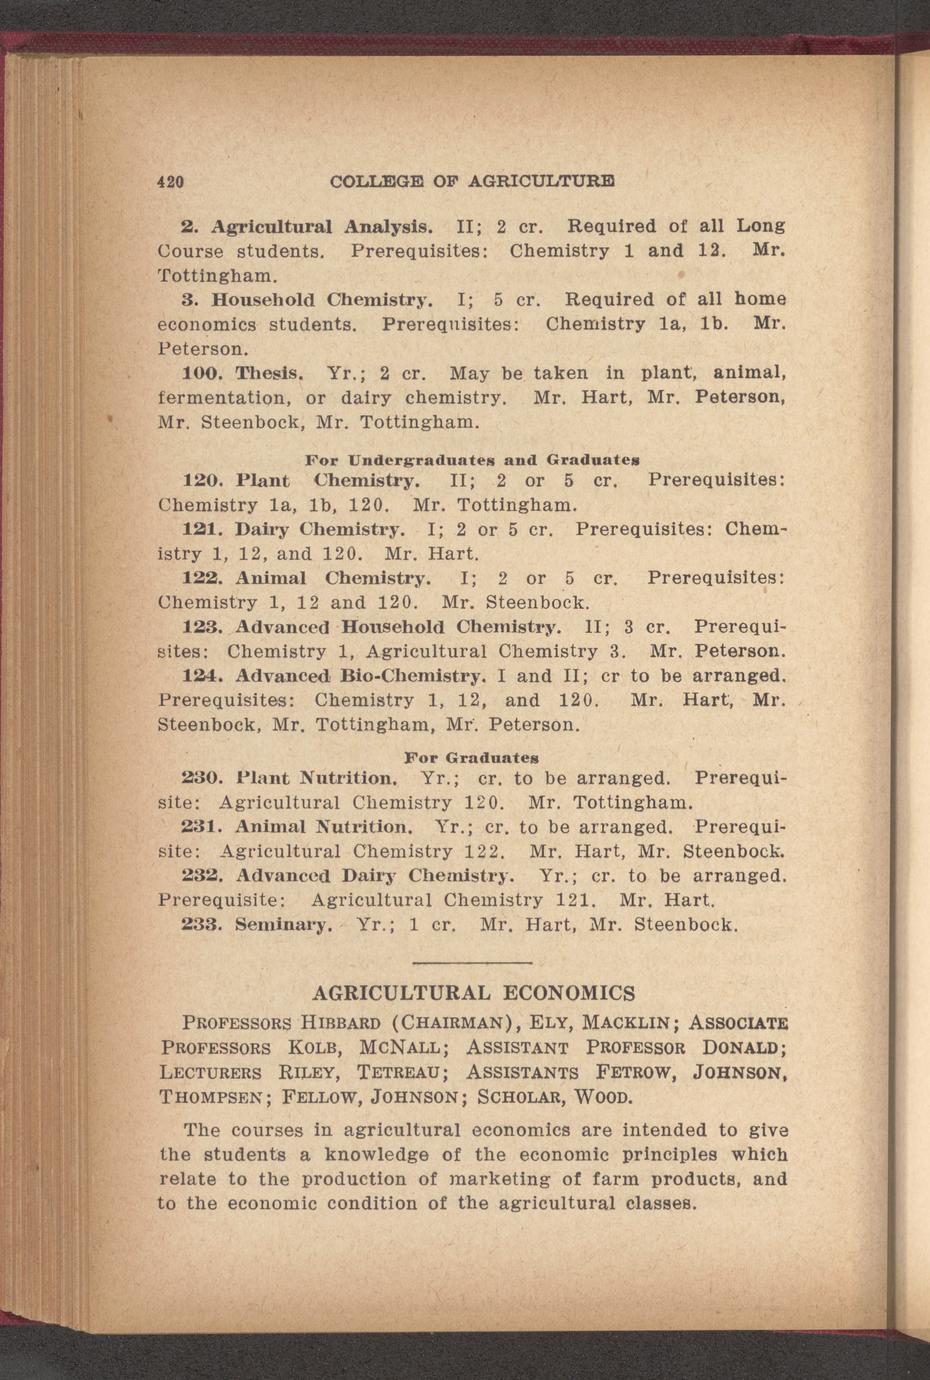 420 COLLEGE OF AGRICULTURE
2. Agricultural Analysis. II; 2 cr. Required of all Long
Course students. Prerequisites: Chemistry 1 and 12. Mr.
Tottingham.
3. Household Chemistry. I; 5 cr. Required of all home
economics students. Prerequisites: Chemistry 1a, 1b. Mr.
Peterson.
100. Thesis. Yr.; 2 cr. May be taken in plant, animal,
fermentation, or dairy chemistry. Mr. Hart, Mr. Peterson,
Mr. Steenbock, Mr. Tottingham.
For Undergraduates and Graduates
120. Plant Chemistry. II; 2 or 5 cr. Prerequisites:
Chemistry 1a, 1b, 120. Mr. Tottingham.
121. Dairy Chemistry. I; 2 or 5 cr. Prerequisites: Chem-
istry 1, 12, and 120. Mr. Hart.
122. Animal Chemistry. I; 2 or 5 cr. Prerequisites:
Chemistry 1, 12 and 120. Mr. Steenbock.
123. Advanced Household Chemistry. II; 3 cr. Prerequi-
sites: Chemistry 1, Agricultural Chemistry 3. Mr. Peterson.
124. Advanced Bio-Chemistry. I and II; cr to be arranged.
Prerequisites: Chemistry 1, 12, and 120. Mr. Hart, Mr.
Steenbock, Mr. Tottingham, Mr. Peterson.
For Graduates
230. Plant Nutrition. Yr.; cr. to be arranged. Prerequi-
site: Agricultural Chemistry 120. Mr. Tottingham.
231. Animal Nutrition. Yr.; cr. to be arranged. Prerequi-
site: Agricultural Chemistry 122. Mr. Hart, Mr. Steenbock.
232. Advanced Dairy Chemistry. Yr.; cr. to be arranged.
Prerequisite: Agricultural Chemistry 121. Mr. Hart.
233. Seminary. Yr.; 1 cr. Mr. Hart, Mr. Steenbock.
AGRICULTURAL ECONOMICS
PROFESSORS HIBBARD (CHAIRMAN), ELY, MACKLIN; ASSOCIATE
PROFESSORS KOLB, MCNALL; ASSISTANT PROFESSOR DONALD;
LECTURERS RILEY, TETREAU; ASSISTANTS FETROW, JOHNSON,
THOMPSEN; FELLOW, JOHNSON; SCHOLAR, WOOD.
The courses in agricultural economics are intended to give
the students a knowledge of the economic principles which
relate to the production of marketing of farm products, and
to the economic condition of the agricultural classes.